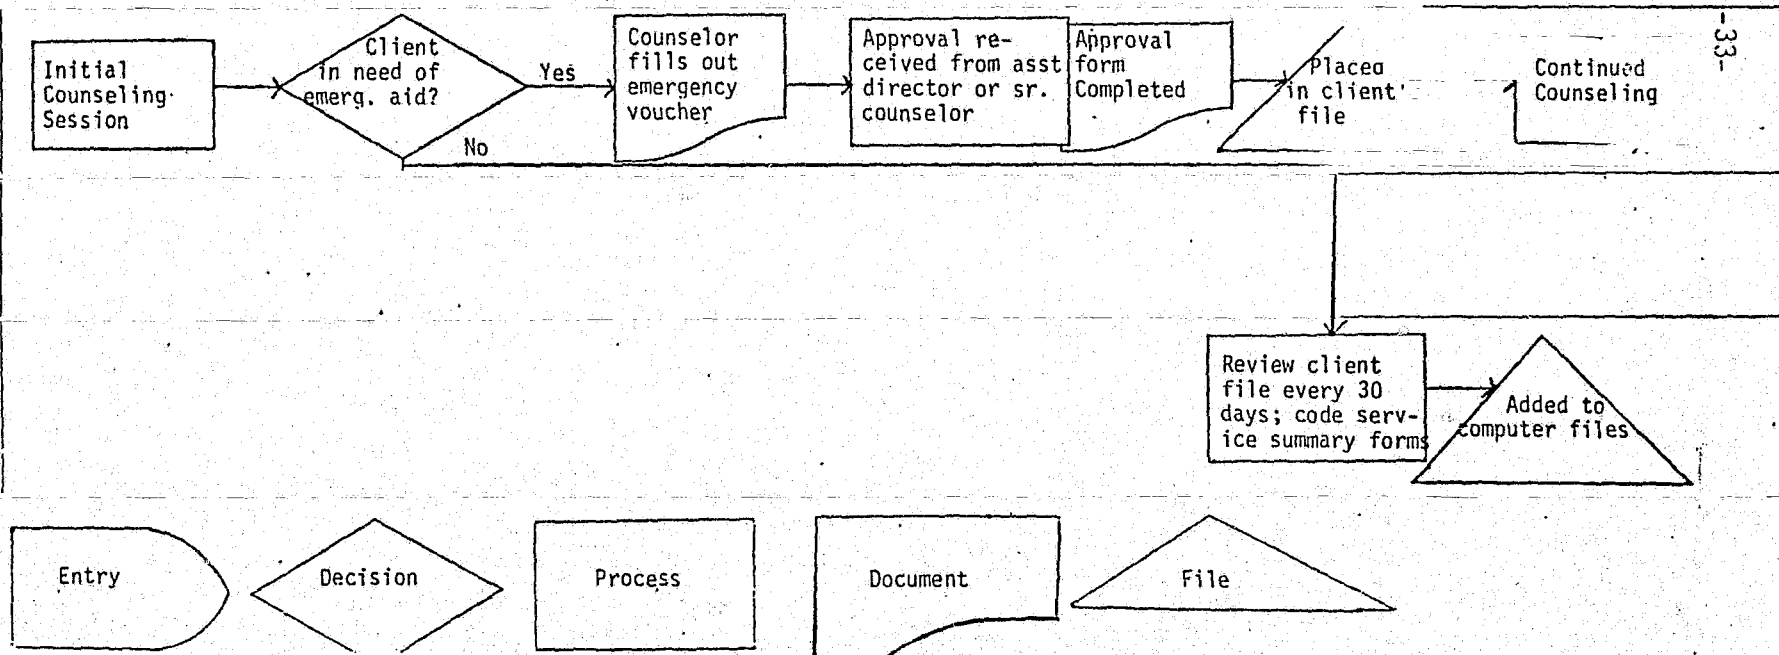 Initial
Counseling
Session
Client
in need of
emerg. aid?
Yes
No
Counselor
fills out
emergency
voucher
Approval re-
ceived from asst
director or sr.
counselor
Approval
form
Completed
Placed
in client'
file
Continued
Counseling
-33-
Review client
file every 30
days; code serv-
ice summary forms
Added to
computer files
Entry
Decision
Process
Document
File